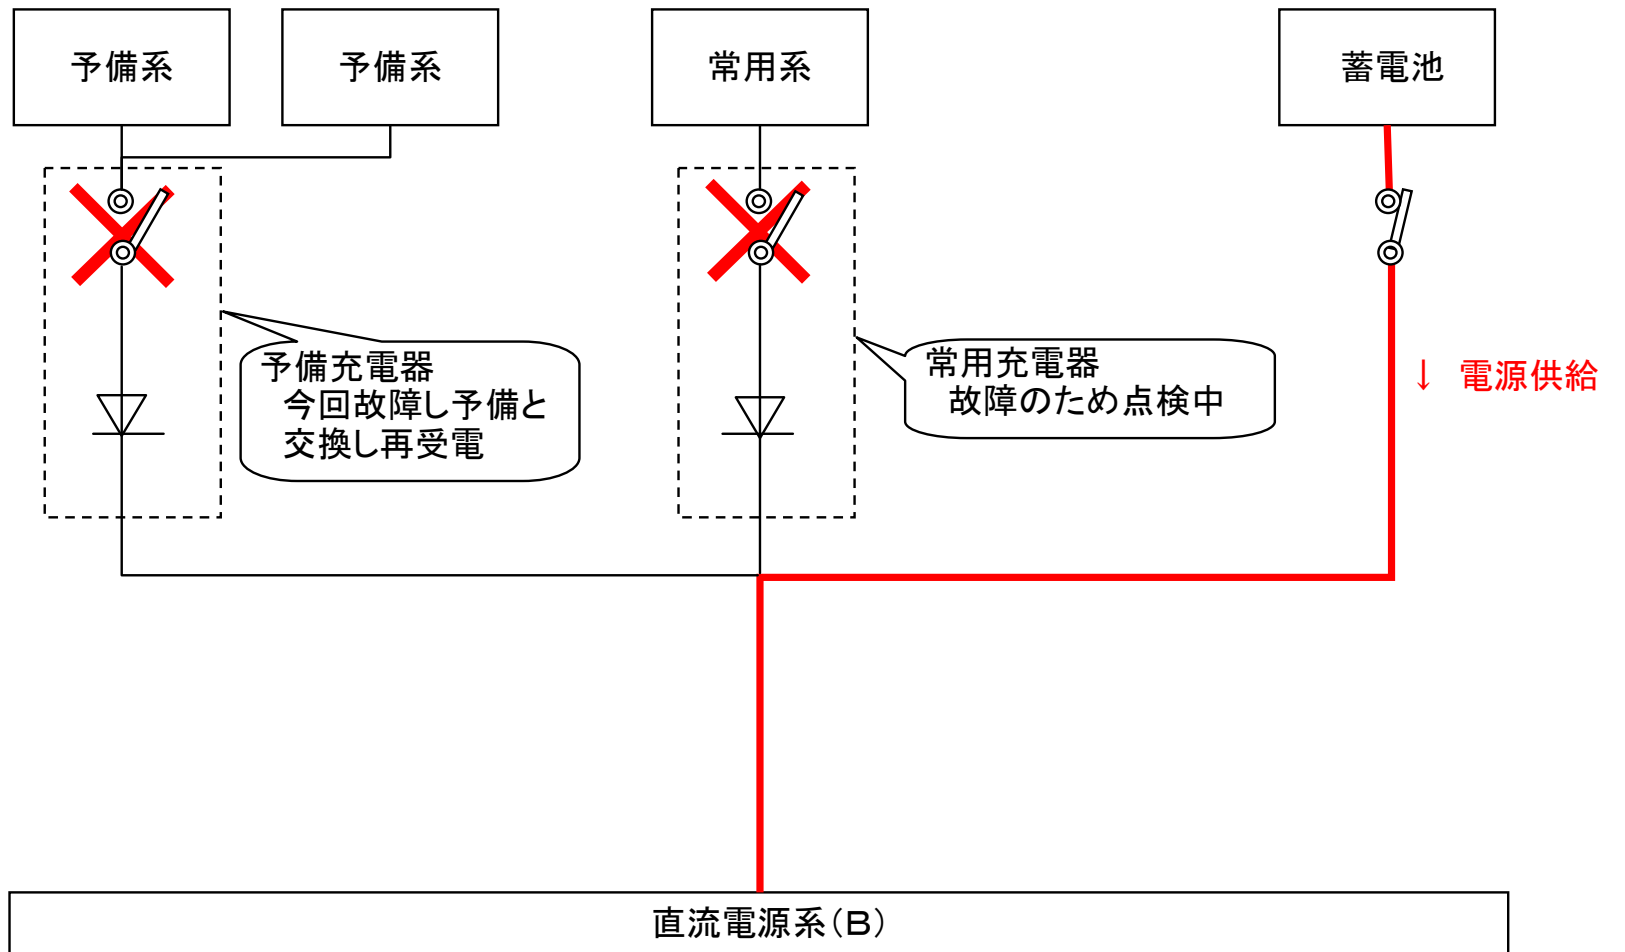 予備系
予備系
常用系
蓄電池
予備充電器
今回故障し予備と
交換し再受電
常用充電器
故障のため点検中
↓ 電源供給
直流電源系(B)